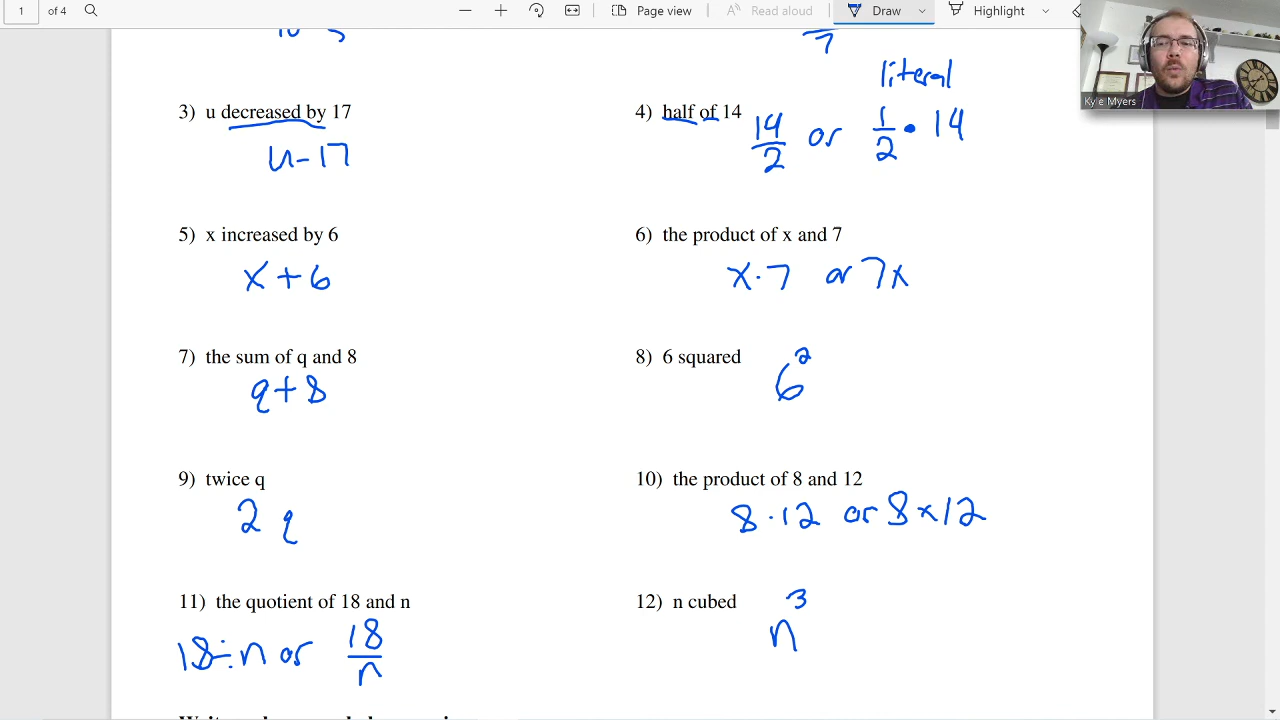 1 of 4 Page view Read aloud Draw Highlight
Kyle Myers
7
literal
3) u decreased by 17
u-17
4) half of 14
14/2 or 1/2 • 14
5) x increased by 6
x+6
6) the product of x and 7
x·7 or 7x
7) the sum of q and 8
q+8
8) 6 squared
6²
9) twice q
2q
10) the product of 8 and 12
8·12 or 8×12
11) the quotient of 18 and n
18÷n or 18/n
12) n cubed
n³